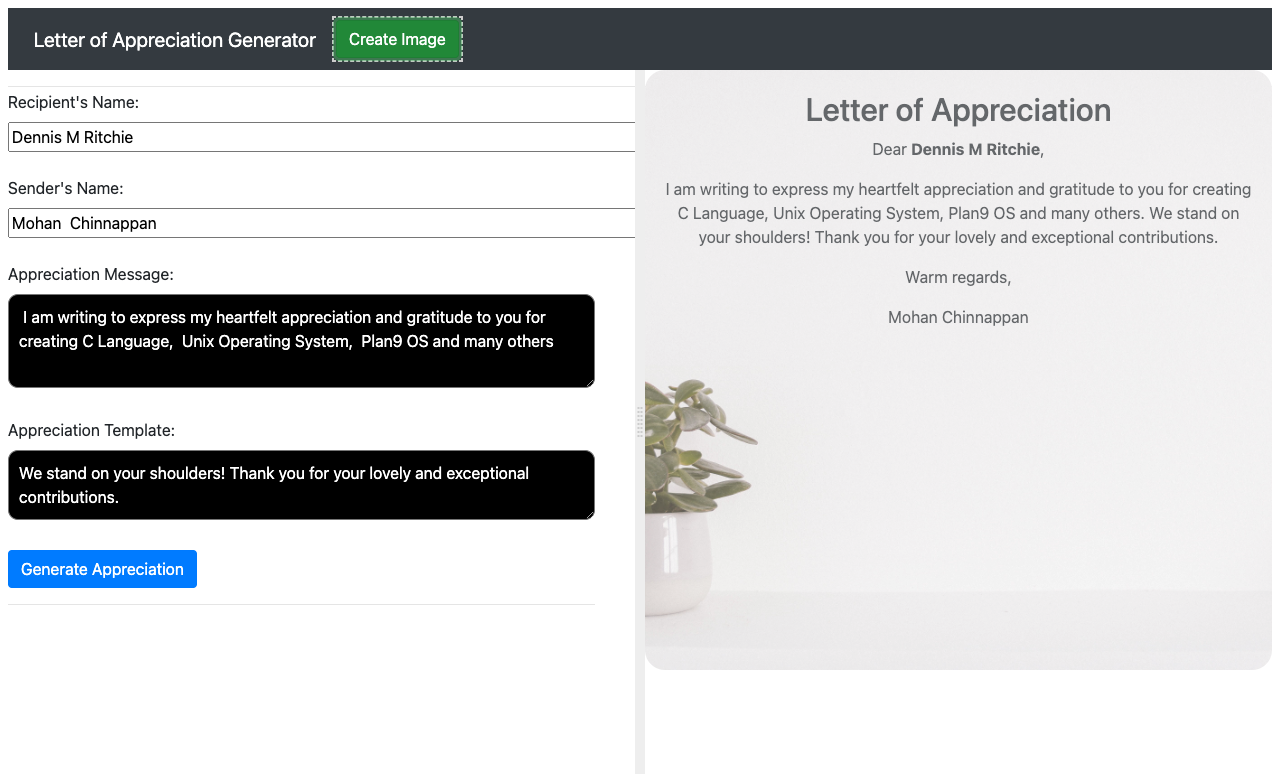 Letter of Appreciation Generator
Create Image
Recipient's Name:
Dennis M Ritchie
Sender's Name:
Mohan  Chinnappan
Appreciation Message:
I am writing to express my heartfelt appreciation and gratitude to you for
creating C Language,  Unix Operating System,  Plan9 OS and many others
Appreciation Template:
We stand on your shoulders! Thank you for your lovely and exceptional
contributions.
Generate Appreciation
Letter of Appreciation
Dear Dennis M Ritchie,
I am writing to express my heartfelt appreciation and gratitude to you for creating
C Language, Unix Operating System, Plan9 OS and many others. We stand on
your shoulders! Thank you for your lovely and exceptional contributions.
Warm regards,
Mohan Chinnappan